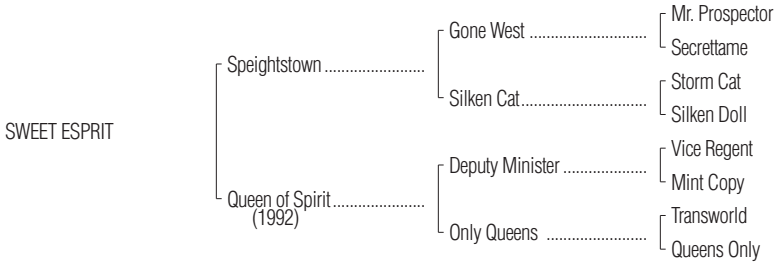 Mr. Prospector
Gone West ............................
Secrettame
Speightstown ........................
Storm Cat
Silken Cat..............................
Silken Doll
SWEET ESPRIT
Vice Regent
Deputy Minister ....................
Mint Copy
Queen of Spirit......................
(1992)
Transworld
Only Queens ........................
Queens Only